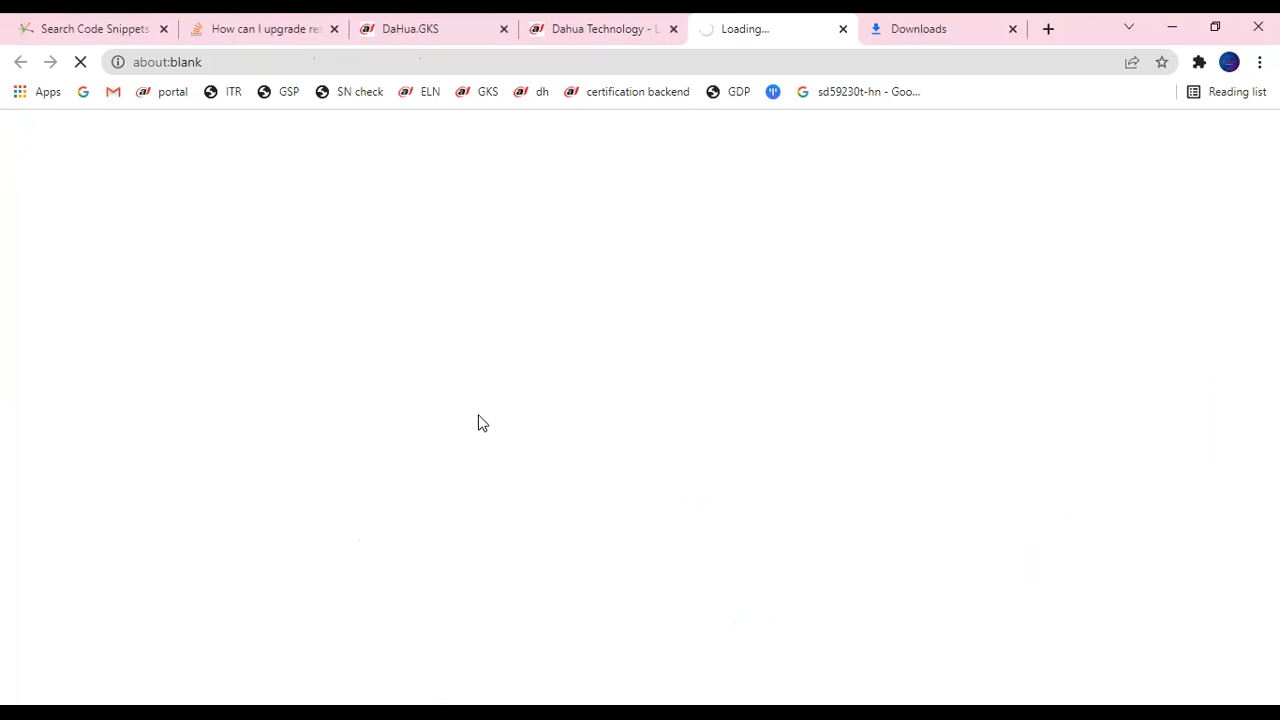 Search Code Snippets How can I upgrade re DaHua.GKS Dahua Technology - L Loading... Downloads
about:blank
Apps portal ITR GSP SN check ELN GKS dh certification backend GDP sd59230t-hn - Goo... Reading list